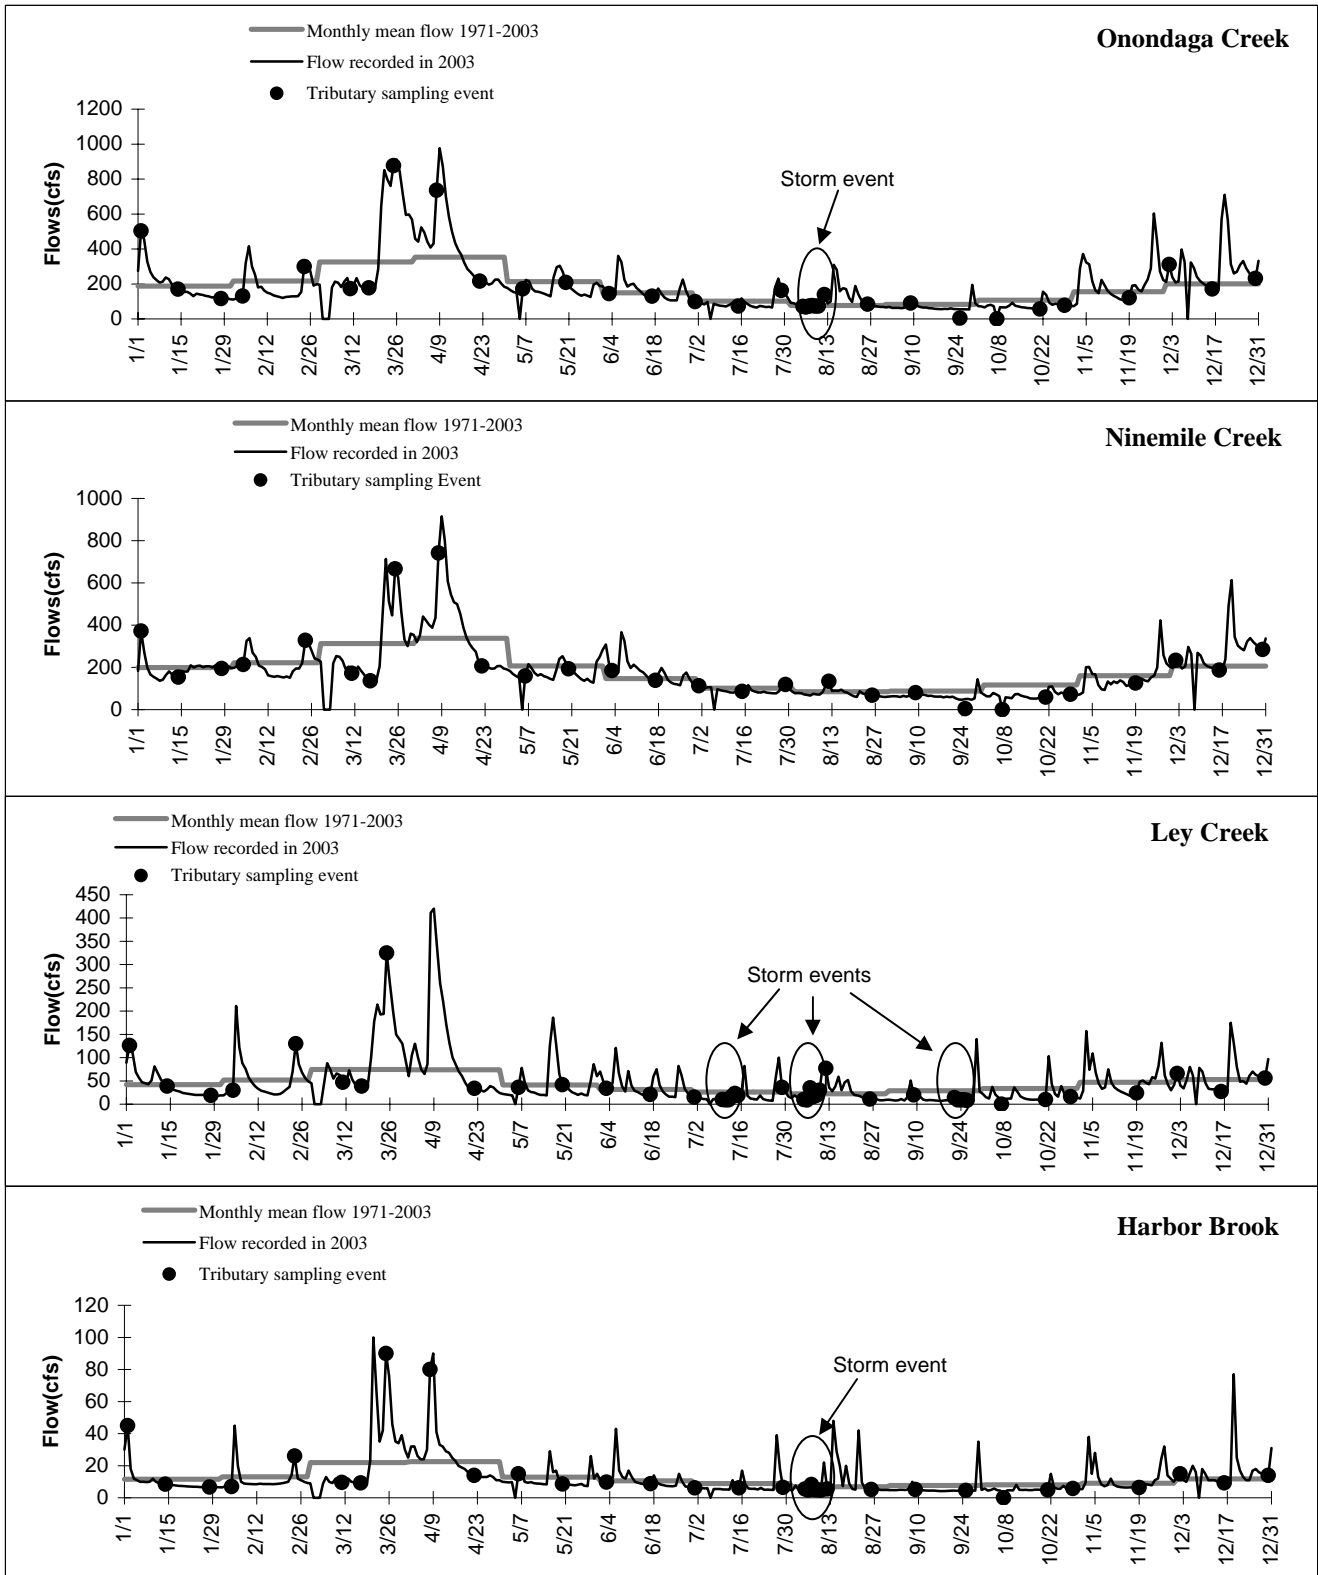 Onondaga Creek
Monthly mean flow 1971-2003
Flow recorded in 2003
Tributary sampling event
Flows(cfs)
1200
1000
800
600
400
200
0
Storm event
1/1 1/15 1/29 2/12 2/26 3/12 3/26 4/9 4/23 5/7 5/21 6/4 6/18 7/2 7/16 7/30 8/13 8/27 9/10 9/24 10/8 10/22 11/5 11/19 12/3 12/17 12/31
Ninemile Creek
Monthly mean flow 1971-2003
Flow recorded in 2003
Tributary sampling Event
Flows(cfs)
1000
800
600
400
200
0
1/1 1/15 1/29 2/12 2/26 3/12 3/26 4/9 4/23 5/7 5/21 6/4 6/18 7/2 7/16 7/30 8/13 8/27 9/10 9/24 10/8 10/22 11/5 11/19 12/3 12/17 12/31
Ley Creek
Monthly mean flow 1971-2003
Flow recorded in 2003
Tributary sampling event
Flow(cfs)
450
400
350
300
250
200
150
100
50
0
Storm events
1/1 1/15 1/29 2/12 2/26 3/12 3/26 4/9 4/23 5/7 5/21 6/4 6/18 7/2 7/16 7/30 8/13 8/27 9/10 9/24 10/8 10/22 11/5 11/19 12/3 12/17 12/31
Harbor Brook
Monthly mean flow 1971-2003
Flow recorded in 2003
Tributary sampling event
Flow(cfs)
120
100
80
60
40
20
0
Storm event
1/1 1/15 1/29 2/12 2/26 3/12 3/26 4/9 4/23 5/7 5/21 6/4 6/18 7/2 7/16 7/30 8/13 8/27 9/10 9/24 10/8 10/22 11/5 11/19 12/3 12/17 12/31